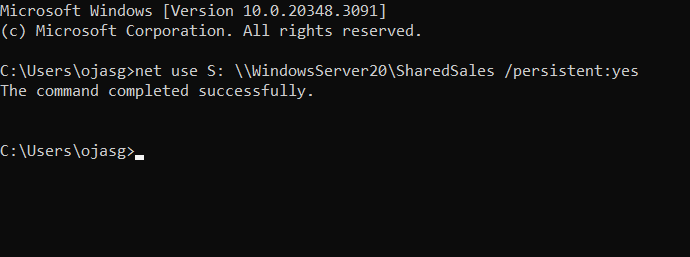 Microsoft Windows [Version 10.0.20348.3091]
(c) Microsoft Corporation. All rights reserved.
C:\Users\ojasg>net use S: \\WindowsServer20\SharedSales /persistent:yes
The command completed successfully.
C:\Users\ojasg>